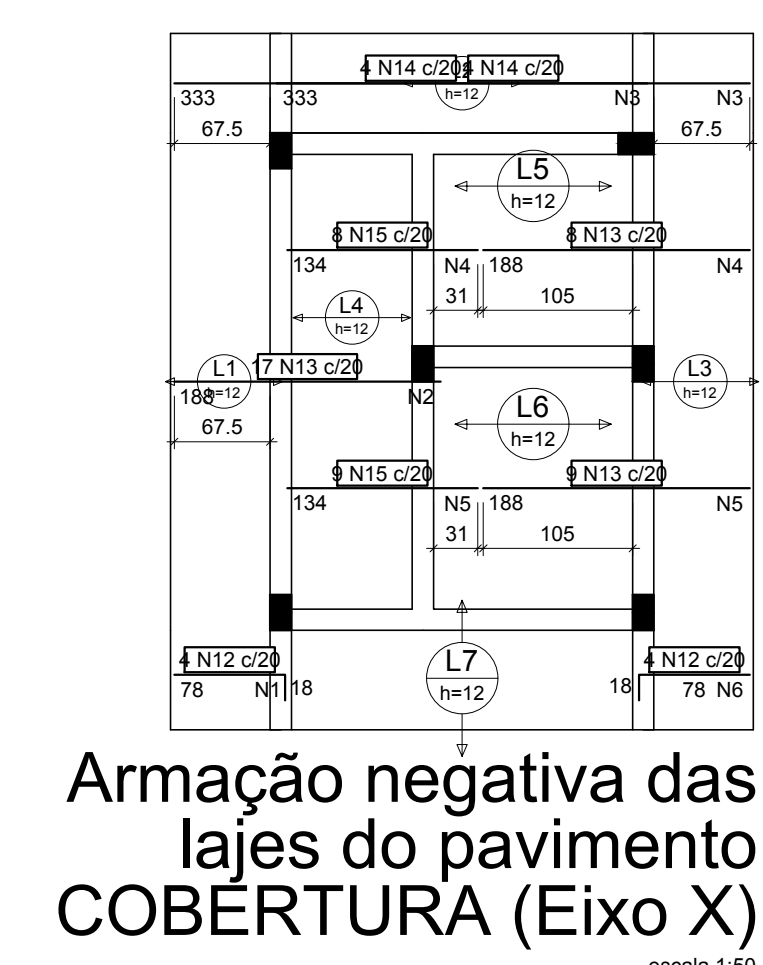 4 N14 c/20 4 N14 c/20
h=12
333 333 N3 N3
67.5 67.5
L5
h=12
8 N15 c/20 8 N13 c/20
134 N4 188 N4
31 105
L4
h=12
17 N13 c/20
L1 L3
h=12 h=12
188 N2
67.5
L6
h=12
9 N15 c/20 9 N13 c/20
134 N5 188 N5
31 105
4 N12 c/20 4 N12 c/20
L7
h=12
78 N1 18 18 78 N6
Armação negativa das
lajes do pavimento
COBERTURA (Eixo X)
escala 1:50